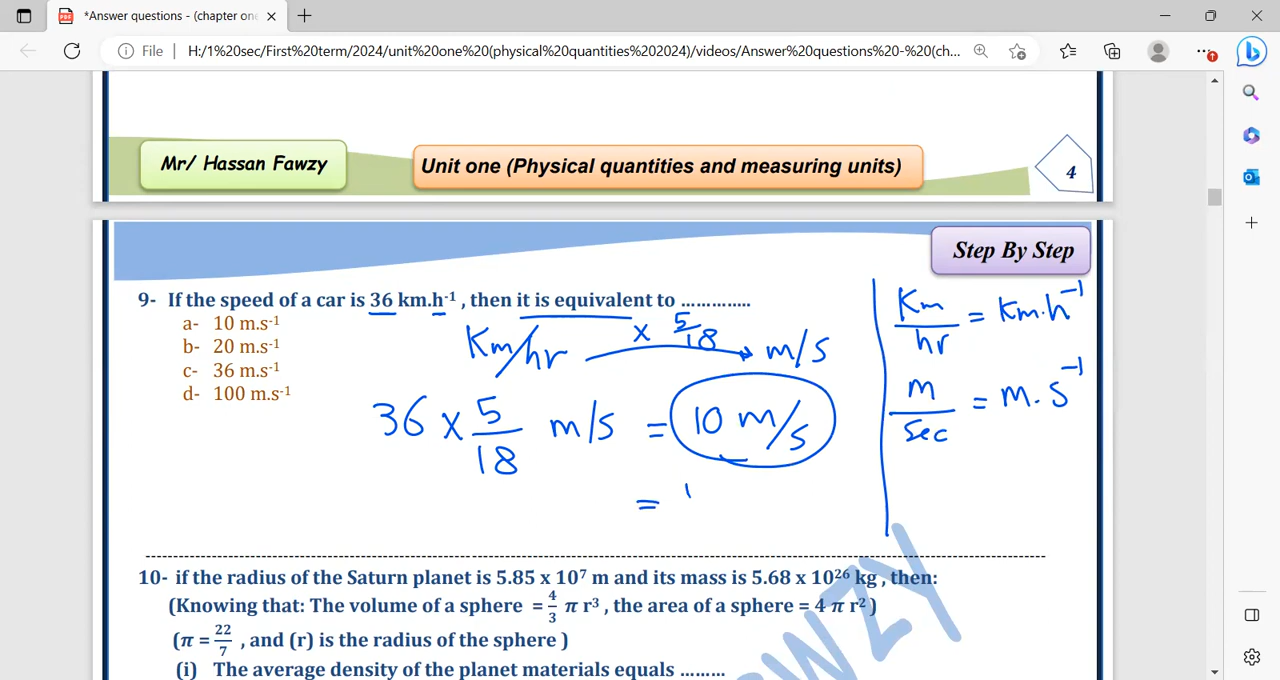 *Answer questions - (chapter one
File
H:/1%20sec/First%20term/2024/unit%20one%20(physical%20quantities%202024)/videos/Answer%20questions%20-%20(ch...
Mr/ Hassan Fawzy
Unit one (Physical quantities and measuring units)
4
Step By Step
9- If the speed of a car is 36 km.h⁻¹ , then it is equivalent to ..............
a- 10 m.s⁻¹
b- 20 m.s⁻¹
c- 36 m.s⁻¹
d- 100 m.s⁻¹
Km/hr × 5/18 m/s
36 × 5/18 m/s = 10 m/s
=
Km/hr = Km.h⁻¹
m/sec = m.s⁻¹
10- if the radius of the Saturn planet is 5.85 x 10⁷ m and its mass is 5.68 x 10²⁶ kg , then:
(Knowing that: The volume of a sphere = 4/3 π r³ , the area of a sphere = 4 π r² )
(π = 22/7 , and (r) is the radius of the sphere )
(i) The average density of the planet materials equals .........
WZY